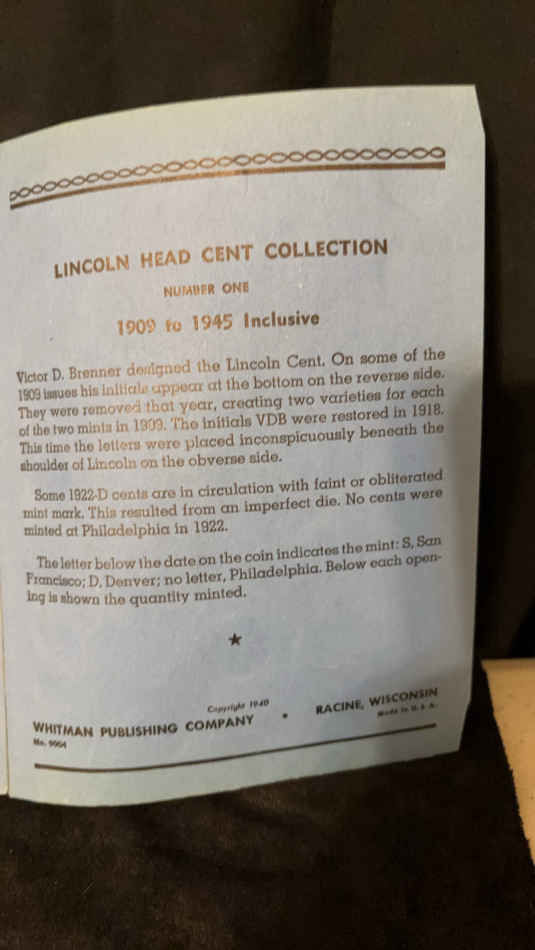 LINCOLN HEAD CENT COLLECTION
NUMBER ONE
1909 to 1945 Inclusive
Victor D. Brenner designed the Lincoln Cent. On some of the
1909 issues his initials appear at the bottom on the reverse side.
They were removed that year, creating two varieties for each
of the two mints in 1909. The initials VDB were restored in 1918.
This time the letters were placed inconspicuously beneath the
shoulder of Lincoln on the obverse side.
Some 1922-D cents are in circulation with faint or obliterated
mint mark. This resulted from an imperfect die. No cents were
minted at Philadelphia in 1922.
The letter below the date on the coin indicates the mint: S, San
Francisco; D, Denver; no letter, Philadelphia. Below each open-
ing is shown the quantity minted.
Copyright 1940
WHITMAN PUBLISHING COMPANY • RACINE, WISCONSIN
No. 9004 Made in U. S. A.